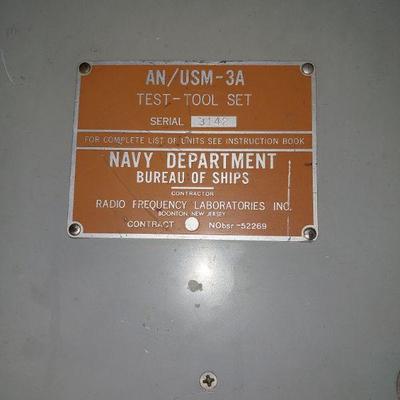 AN/USM-3A
TEST-TOOL SET
SERIAL 3142
FOR COMPLETE LIST OF UNITS SEE INSTRUCTION BOOK
NAVY DEPARTMENT
BUREAU OF SHIPS
CONTRACTOR
RADIO FREQUENCY LABORATORIES INC.
BOONTON, NEW JERSEY
CONTRACT NObsr-52269